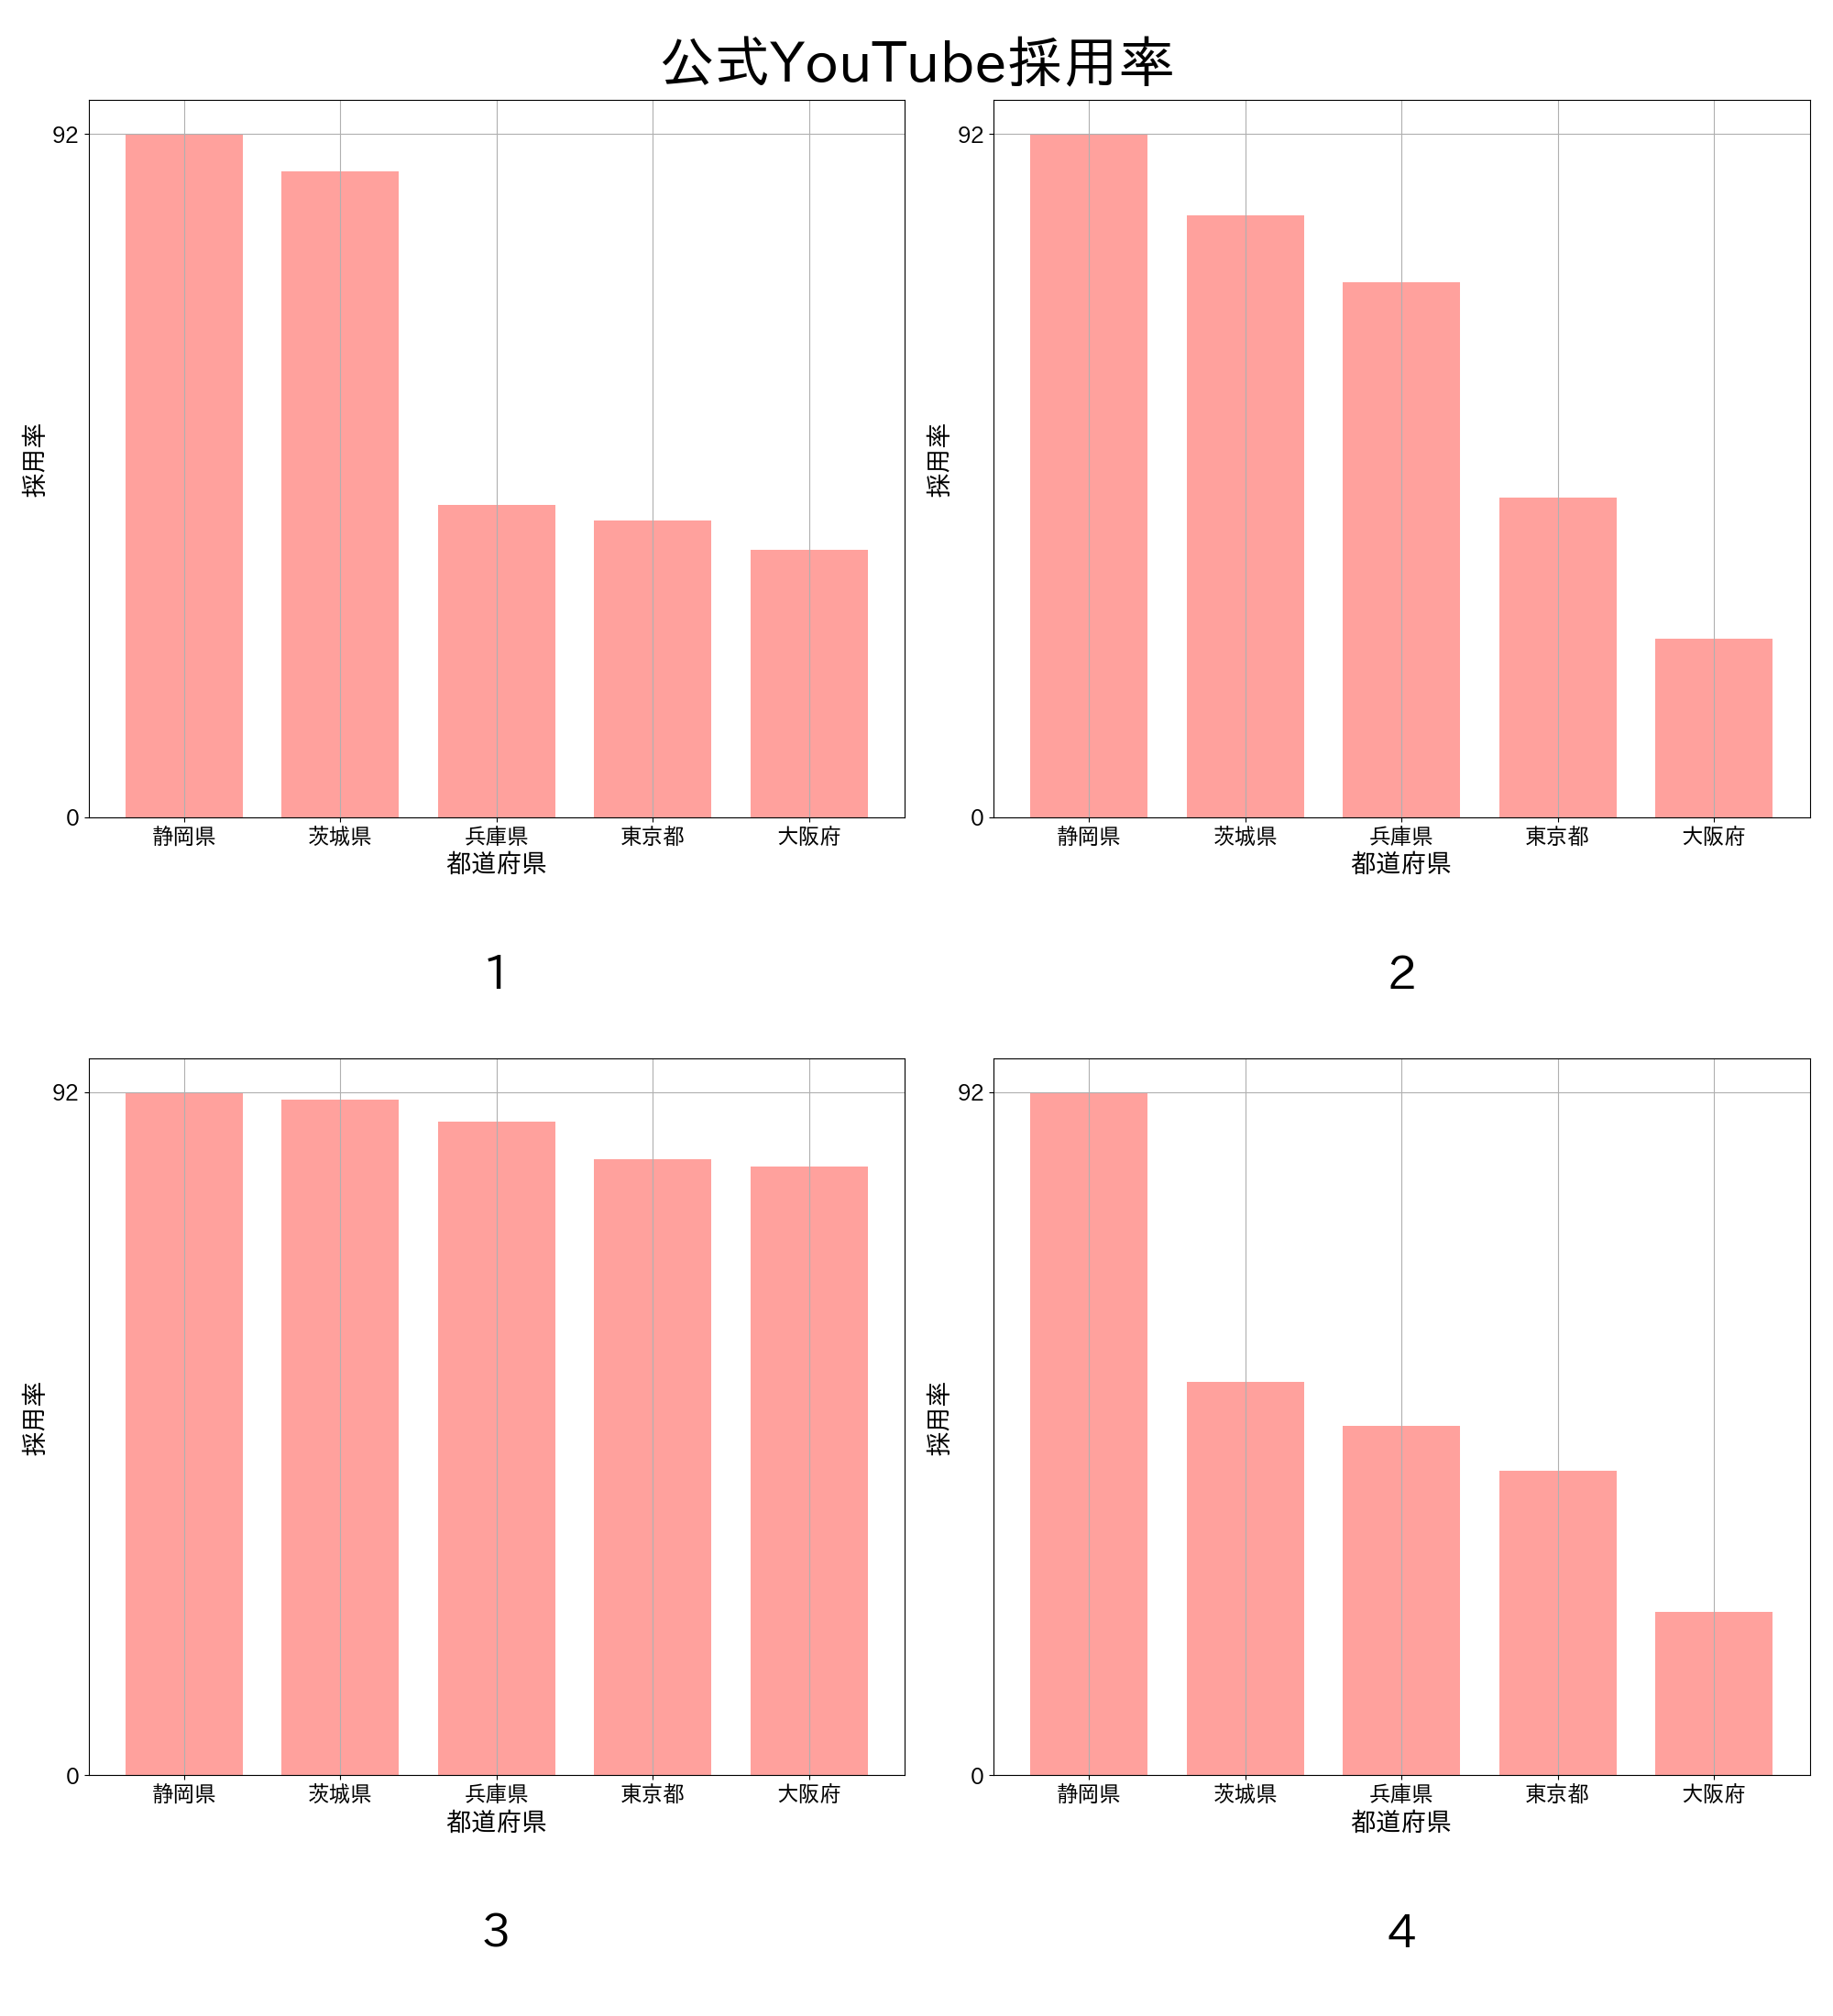 公式YouTube採用率
92
採用率
0
静岡県 茨城県 兵庫県 東京都 大阪府
都道府県
1
92
採用率
0
静岡県 茨城県 兵庫県 東京都 大阪府
都道府県
2
92
採用率
0
静岡県 茨城県 兵庫県 東京都 大阪府
都道府県
3
92
採用率
0
静岡県 茨城県 兵庫県 東京都 大阪府
都道府県
4